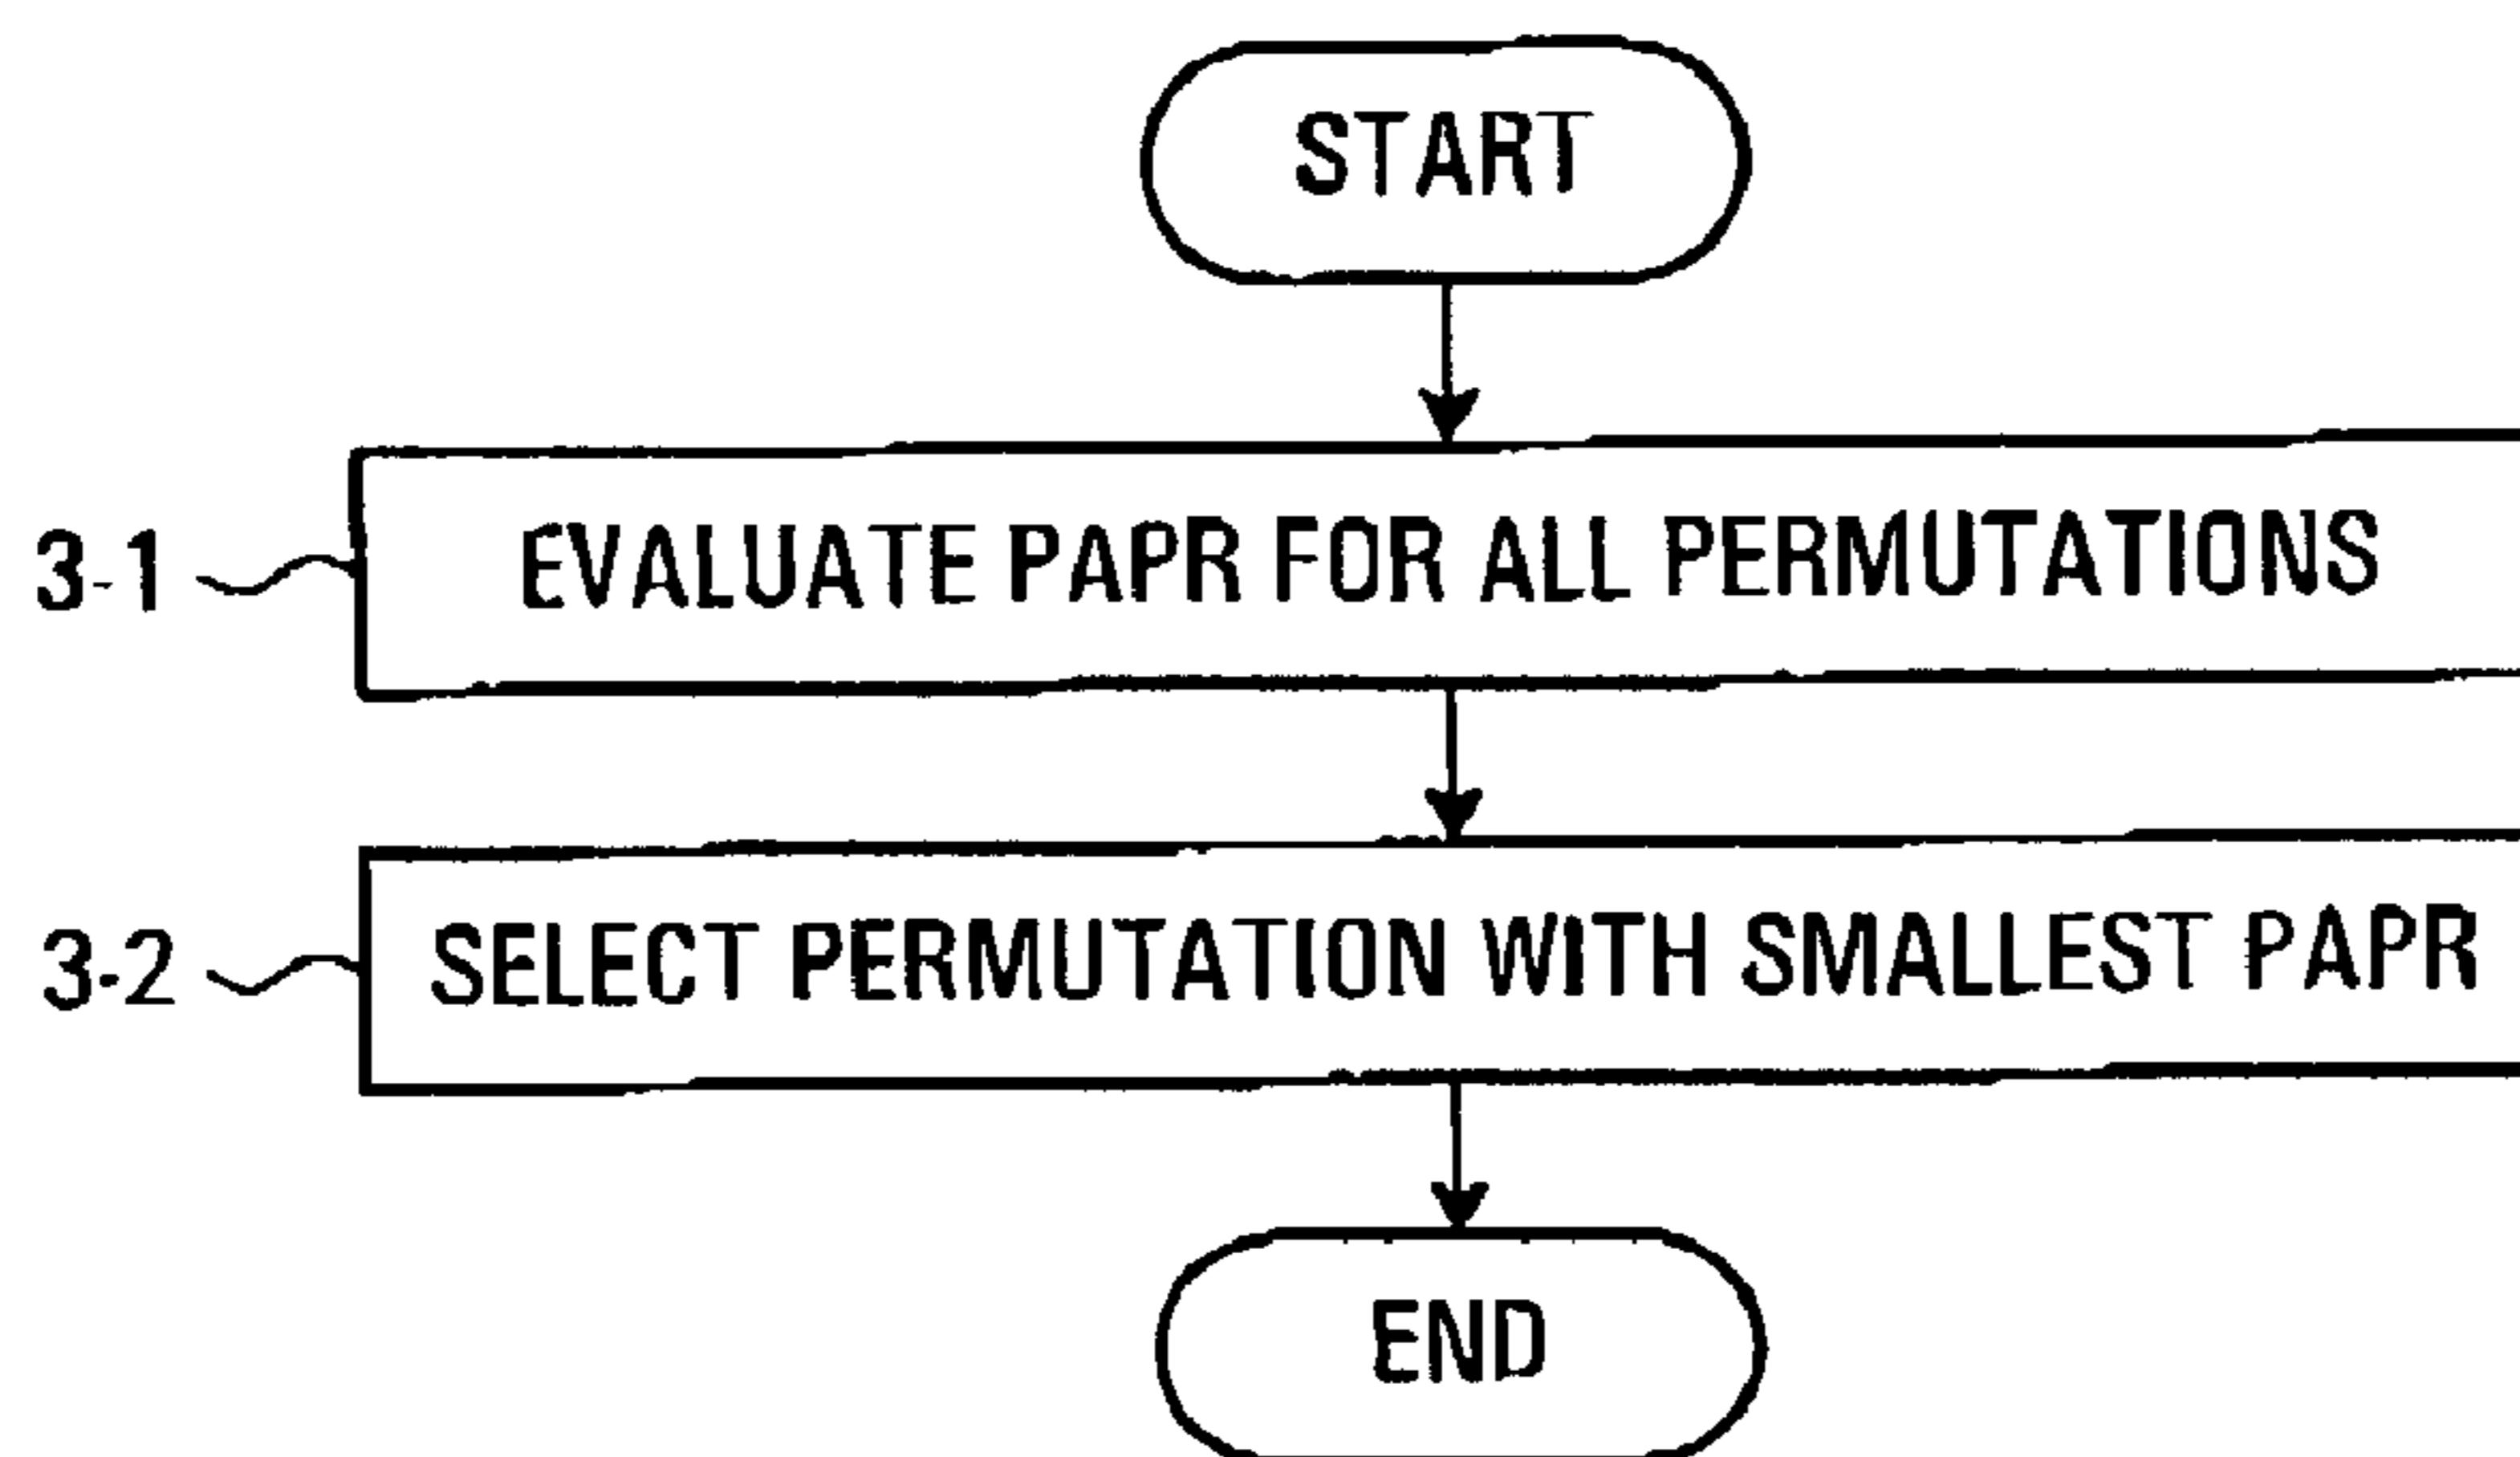 START
3-1 EVALUATE PAPR FOR ALL PERMUTATIONS
3-2 SELECT PERMUTATION WITH SMALLEST PAPR
END